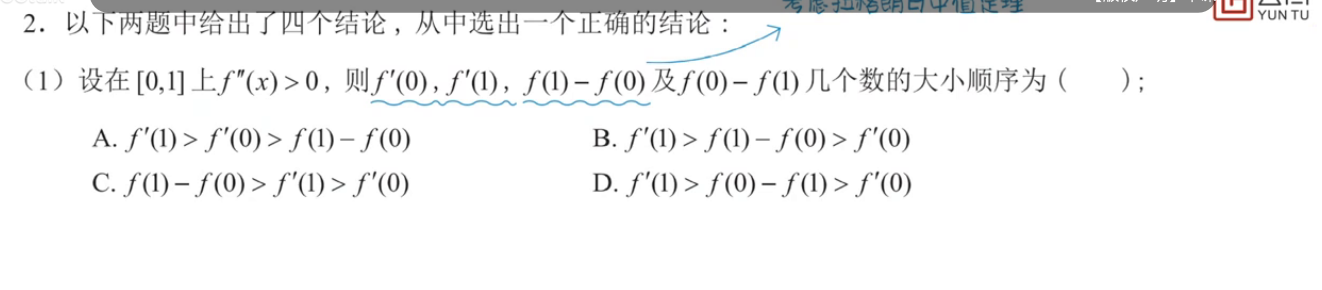 考虑拉格朗日中值定理
YUN TU
2. 以下两题中给出了四个结论，从中选出一个正确的结论：
（1）设在[0,1]上f″(x)>0，则f′(0), f′(1), f(1)−f(0)及f(0)−f(1)几个数的大小顺序为（　　）；
A. f′(1)>f′(0)>f(1)−f(0) B. f′(1)>f(1)−f(0)>f′(0)
C. f(1)−f(0)>f′(1)>f′(0) D. f′(1)>f(0)−f(1)>f′(0)